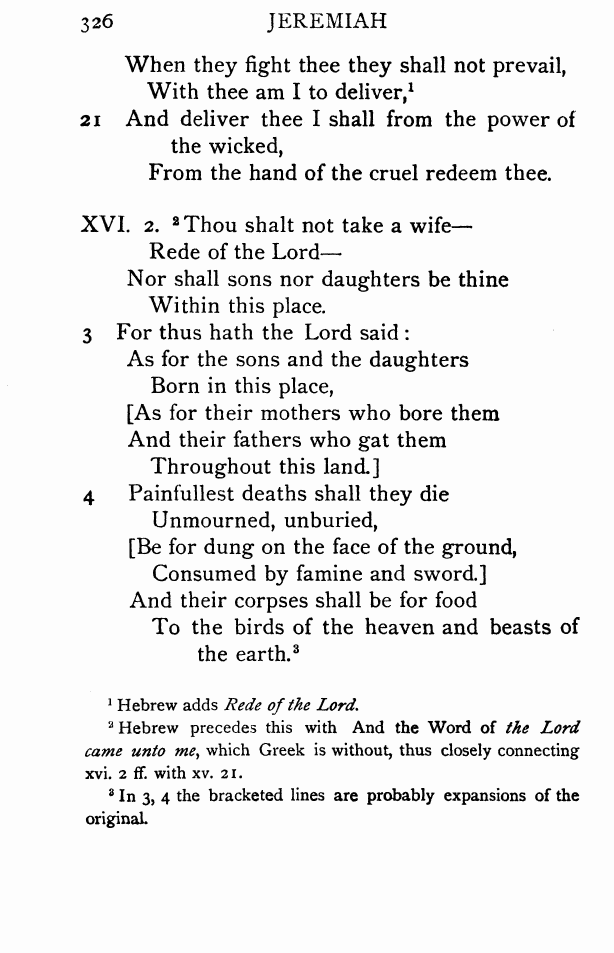 326 JEREMIAH
When they fight thee they shall not prevail,
With thee am I to deliver,¹
21 And deliver thee I shall from the power of
the wicked,
From the hand of the cruel redeem thee.
XVI. 2. ²Thou shalt not take a wife—
Rede of the Lord—
Nor shall sons nor daughters be thine
Within this place.
3 For thus hath the Lord said:
As for the sons and the daughters
Born in this place,
[As for their mothers who bore them
And their fathers who gat them
Throughout this land.]
4 Painfullest deaths shall they die
Unmourned, unburied,
[Be for dung on the face of the ground,
Consumed by famine and sword.]
And their corpses shall be for food
To the birds of the heaven and beasts of
the earth.³
¹ Hebrew adds Rede of the Lord.
² Hebrew precedes this with And the Word of the Lord
came unto me, which Greek is without, thus closely connecting
xvi. 2 ff. with xv. 21.
³ In 3, 4 the bracketed lines are probably expansions of the
original.